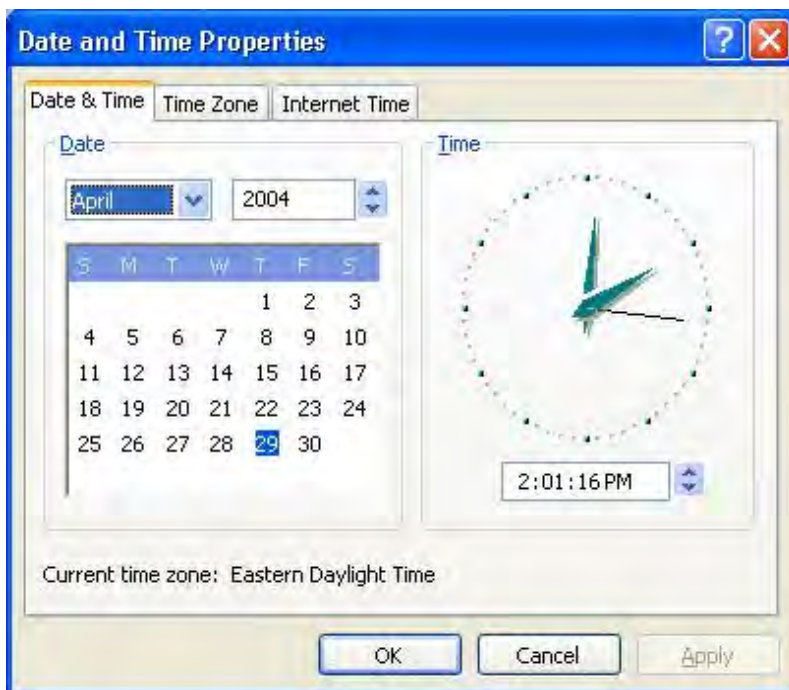 Date and Time Properties
Date & Time Time Zone Internet Time
Date
April 2004
S M T W T F S
1 2 3
4 5 6 7 8 9 10
11 12 13 14 15 16 17
18 19 20 21 22 23 24
25 26 27 28 29 30
Time
2:01:16 PM
Current time zone: Eastern Daylight Time
OK Cancel Apply